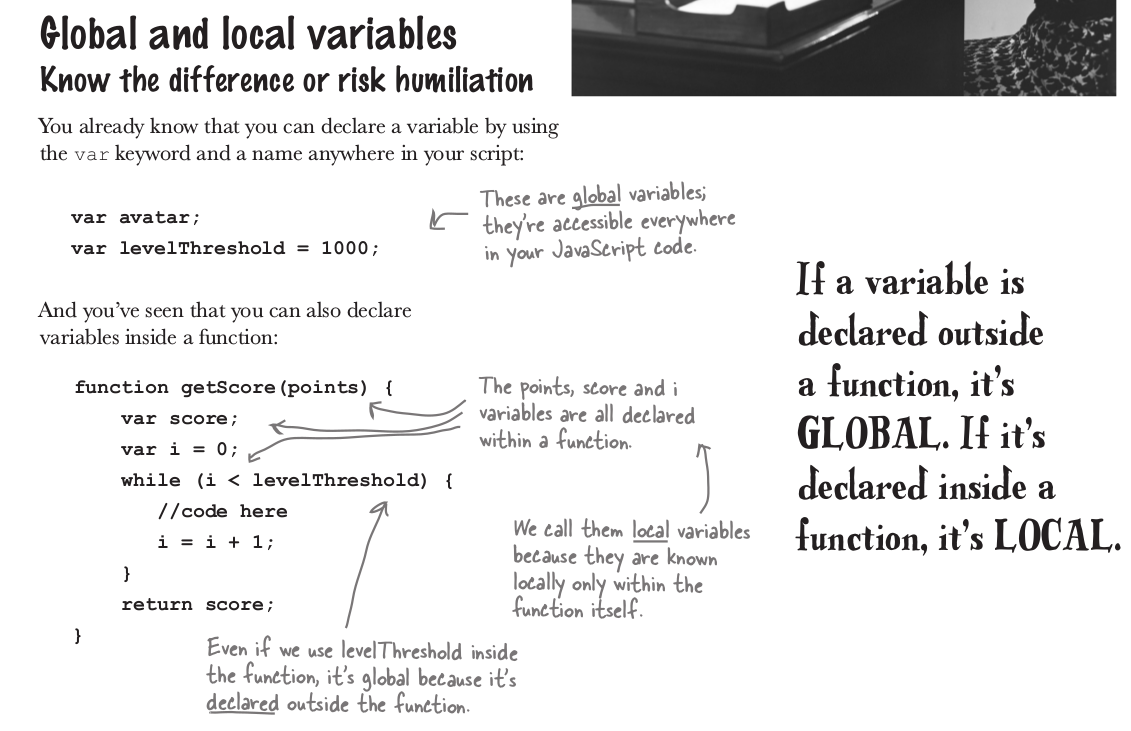 Global and local variables
Know the difference or risk humiliation
You already know that you can declare a variable by using
the var keyword and a name anywhere in your script:
var avatar;
var levelThreshold = 1000;
These are global variables;
they're accessible everywhere
in your JavaScript code.
And you've seen that you can also declare
variables inside a function:
function getScore(points) {
var score;
var i = 0;
while (i < levelThreshold) {
//code here
i = i + 1;
}
return score;
}
The points, score and i
variables are all declared
within a function.
We call them local variables
because they are known
locally only within the
function itself.
Even if we use levelThreshold inside
the function, it's global because it's
declared outside the function.
If a variable is
declared outside
a function, it's
GLOBAL. If it's
declared inside a
function, it's LOCAL.